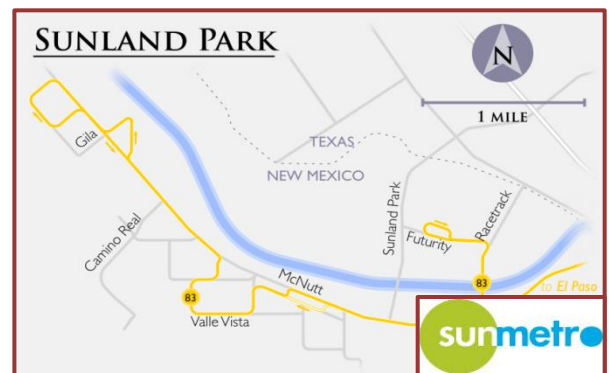 SUNLAND PARK
N
1 MILE
TEXAS
NEW MEXICO
Gila
Camino Real
Sunland Park
Futurity
Racetrack
McNutt
83
83
Valle Vista
to El Paso
sunmetro